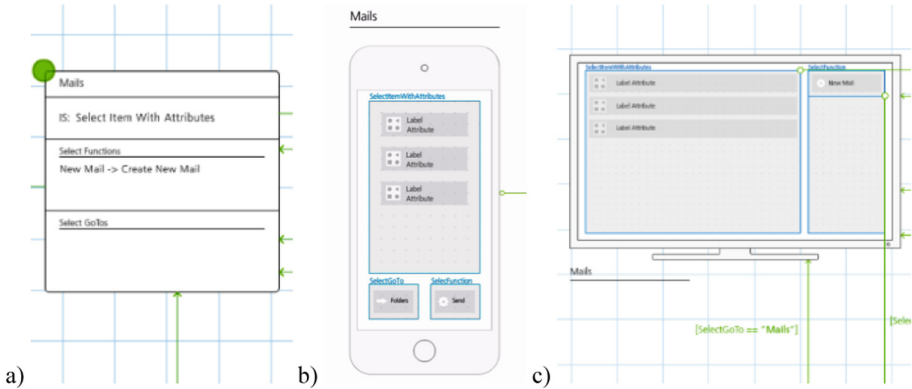 a)
Mails
IS: Select Item With Attributes
Select Functions
New Mail -> Create New Mail
Select GoTos
b)
Mails
SelectItemWithAttributes
Label
Attribute
Label
Attribute
Label
Attribute
SelectGoTo
SelecFunction
Folders
Send
c)
SelectItemWithAttributes
SelectFunction
Label Attribute
New Mail
Label Attribute
Label Attribute
Mails
[SelectGoTo == "Mails"]
[Selec